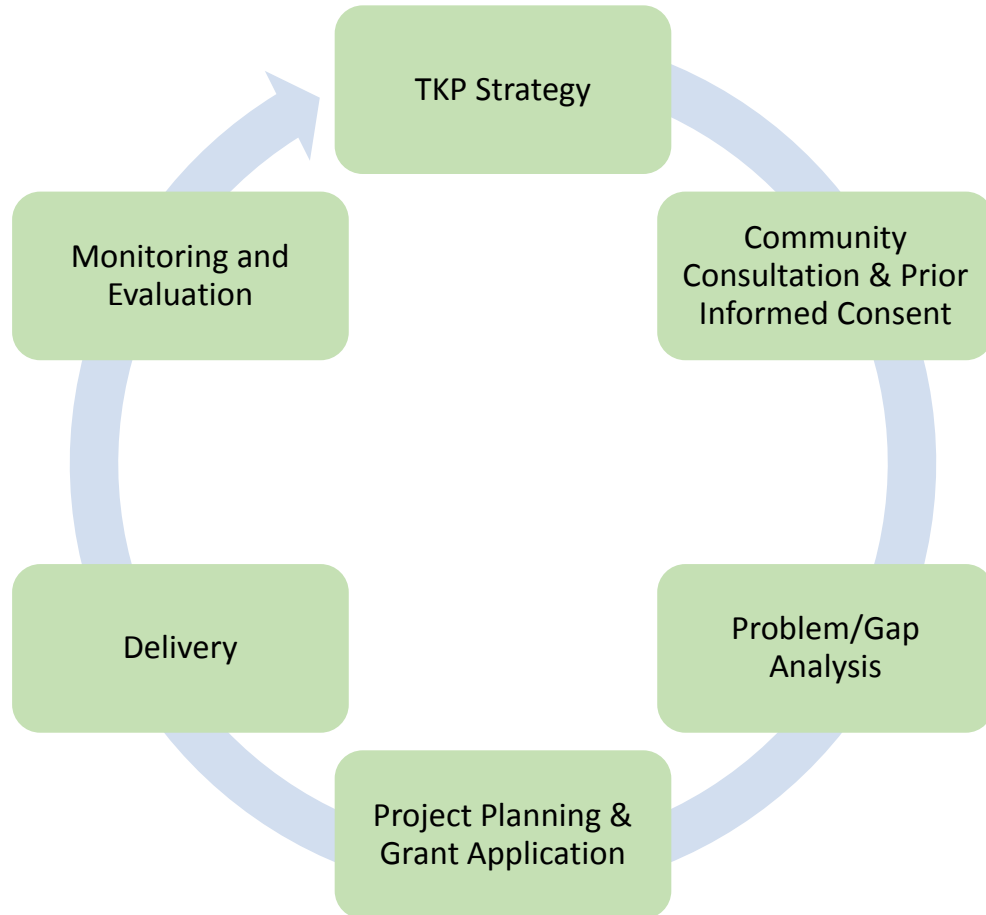 TKP Strategy
Community
Consultation & Prior
Informed Consent
Problem/Gap
Analysis
Project Planning &
Grant Application
Delivery
Monitoring and
Evaluation